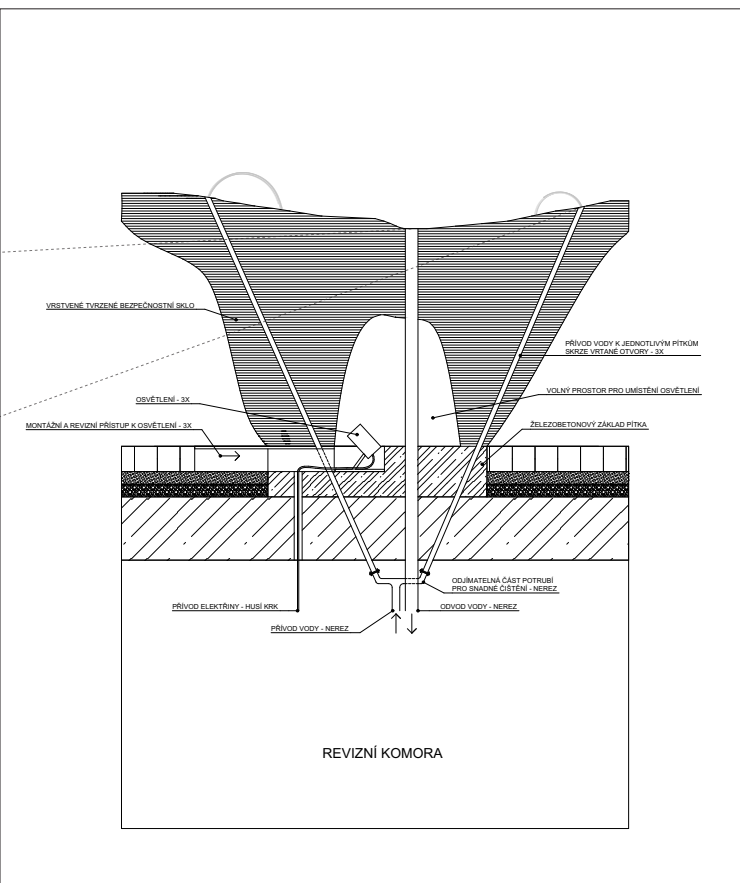 VRSTVENÉ TVRZENÉ BEZPEČNOSTNÍ SKLO
PŘÍVOD VODY K JEDNOTLIVÝM PÍTKŮM
SKRZE VRTANÉ OTVORY - 3X
VOLNÝ PROSTOR PRO UMÍSTĚNÍ OSVĚTLENÍ
OSVĚTLENÍ - 3X
MONTÁŽNÍ A REVIZNÍ PŘÍSTUP K OSVĚTLENÍ - 3X
ŽELEZOBETONOVÝ ZÁKLAD PÍTKA
ODJÍMATELNÁ ČÁST POTRUBÍ
PRO SNADNÉ ČIŠTĚNÍ - NEREZ
PŘÍVOD ELEKTŘINY - HUSÍ KRK
ODVOD VODY - NEREZ
PŘÍVOD VODY - NEREZ
REVIZNÍ KOMORA